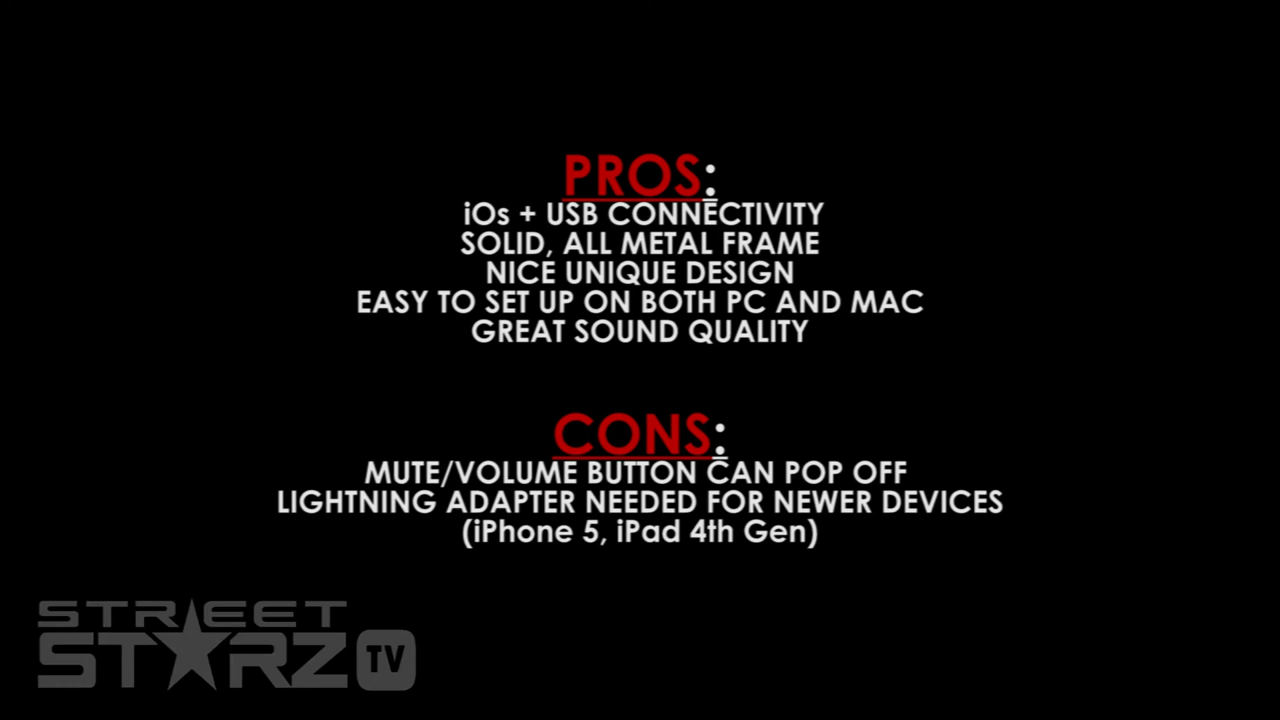 PROS:
iOs + USB CONNECTIVITY
SOLID, ALL METAL FRAME
NICE UNIQUE DESIGN
EASY TO SET UP ON BOTH PC AND MAC
GREAT SOUND QUALITY
CONS:
MUTE/VOLUME BUTTON CAN POP OFF
LIGHTNING ADAPTER NEEDED FOR NEWER DEVICES
(iPhone 5, iPad 4th Gen)
STREET
STARZ TV